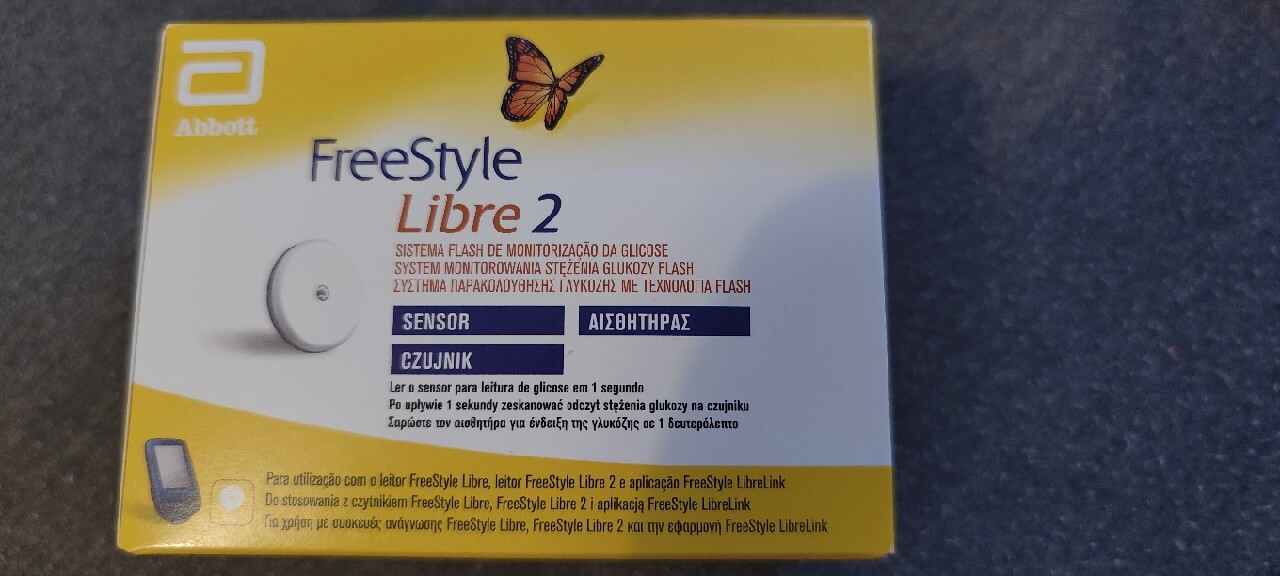 Abbott
FreeStyle
Libre 2
SISTEMA FLASH DE MONITORIZAÇÃO DA GLICOSE
SYSTEM MONITOROWANIA STĘŻENIA GLUKOZY FLASH
ΣΥΣΤΗΜΑ ΠΑΡΑΚΟΛΟΥΘΗΣΗΣ ΓΛΥΚΟΖΗΣ ΜΕ ΤΕΧΝΟΛΟΓΙΑ FLASH
SENSOR
ΑΙΣΘΗΤΗΡΑΣ
CZUJNIK
Ler o sensor para leitura de glicose em 1 segundo
Po upływie 1 sekundy zeskanować odczyt stężenia glukozy na czujniku
Σαρώστε τον αισθητήρα για ένδειξη της γλυκόζης σε 1 δευτερόλεπτο
Para utilização com o leitor FreeStyle Libre, leitor FreeStyle Libre 2 e aplicação FreeStyle LibreLink
Do stosowania z czytnikiem FreeStyle Libre, FreeStyle Libre 2 i aplikacją FreeStyle LibreLink
Για χρήση με συσκευές ανάγνωσης FreeStyle Libre, FreeStyle Libre 2 και την εφαρμογή FreeStyle LibreLink